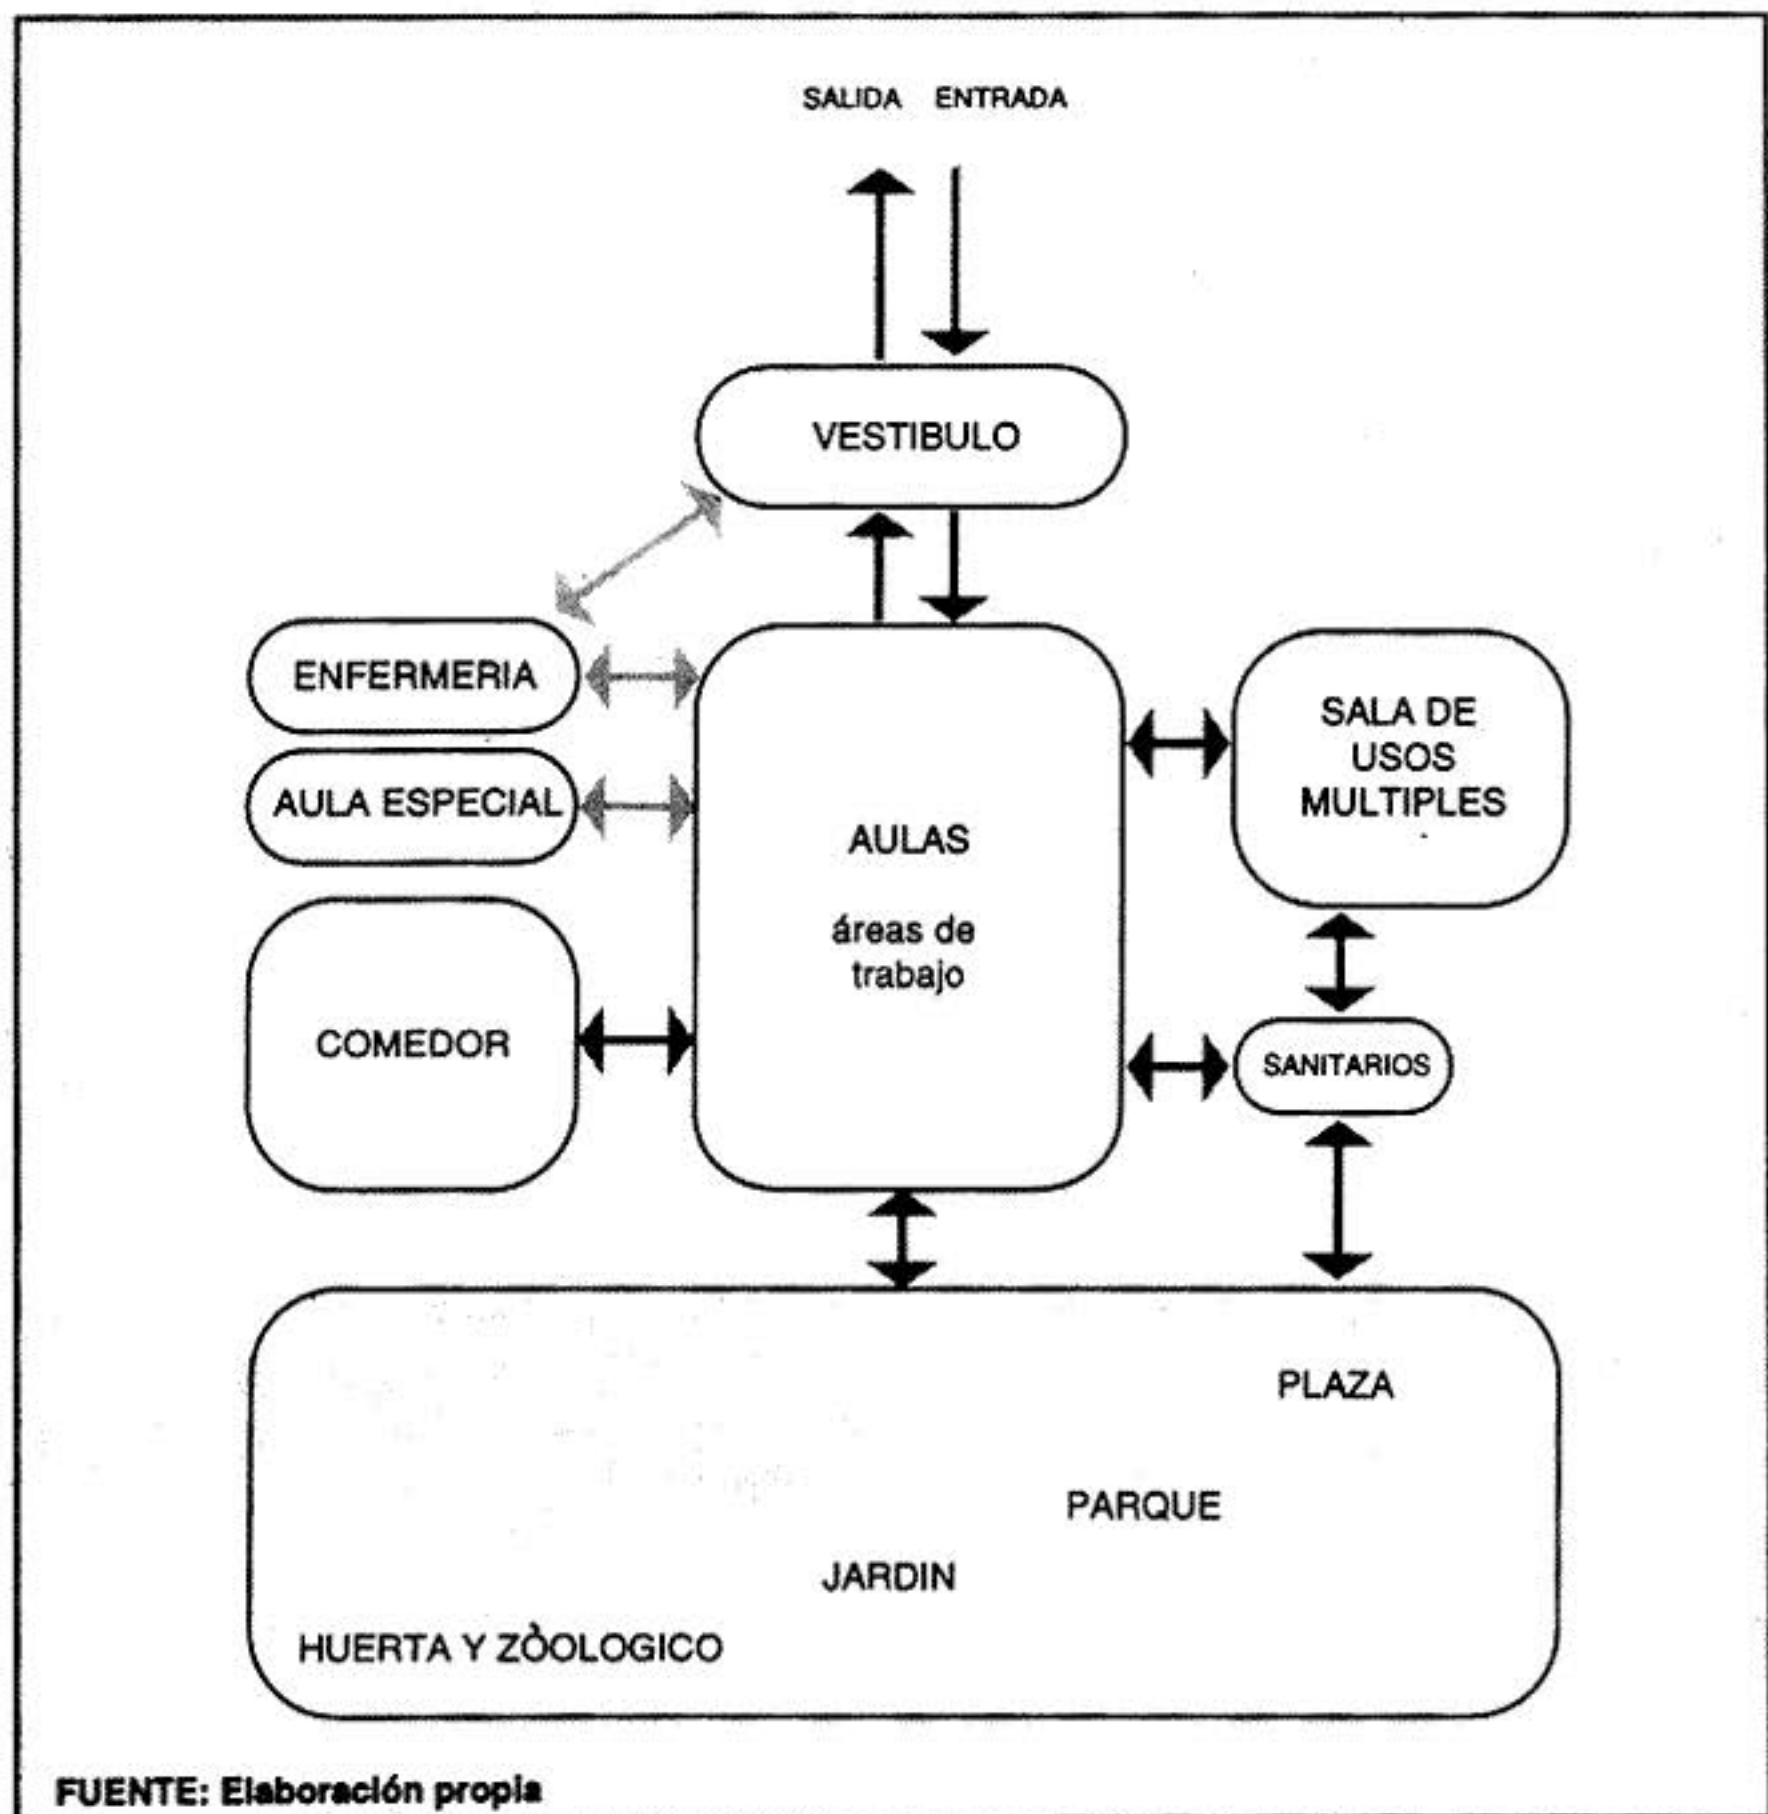 SALIDA ENTRADA
VESTIBULO
ENFERMERIA
AULA ESPECIAL
COMEDOR
AULAS
áreas de
trabajo
SALA DE
USOS
MULTIPLES
SANITARIOS
PLAZA
PARQUE
JARDIN
HUERTA Y ZÒOLOGICO
FUENTE: Elaboración propia